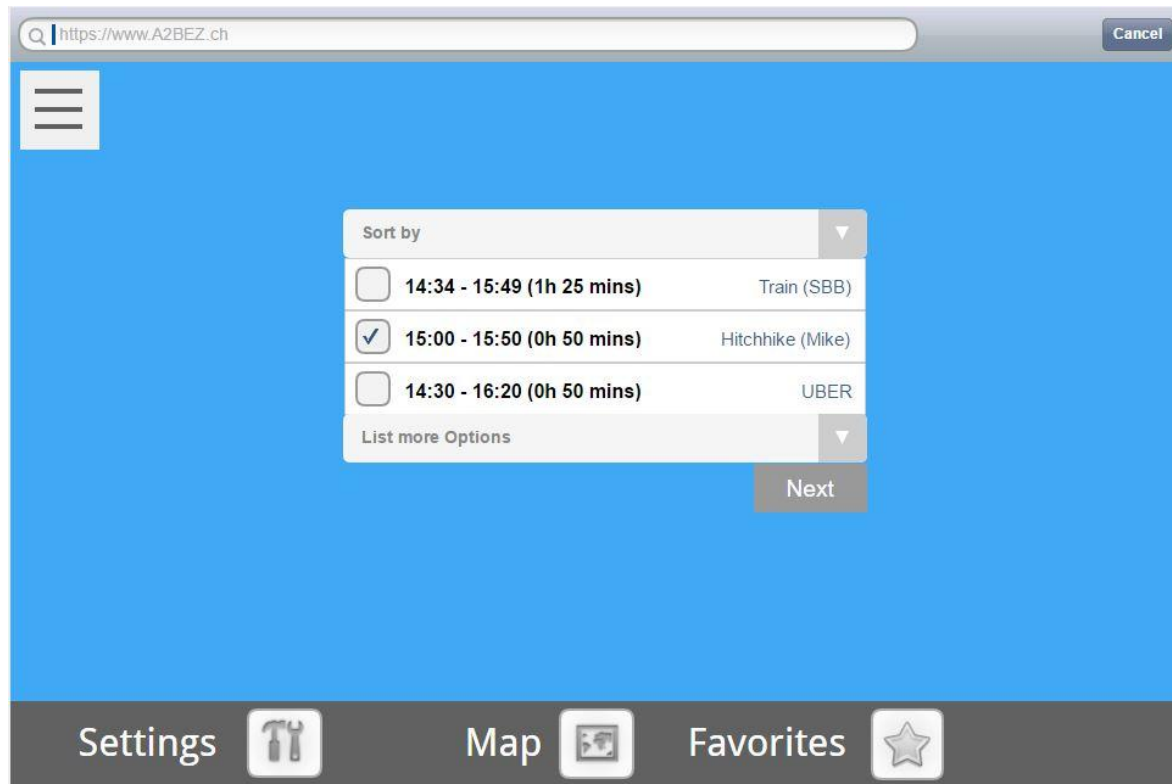 https://www.A2BEZ.ch Cancel
Sort by
14:34 - 15:49 (1h 25 mins) Train (SBB)
15:00 - 15:50 (0h 50 mins) Hitchhike (Mike)
14:30 - 16:20 (0h 50 mins) UBER
List more Options
Next
Settings Map Favorites